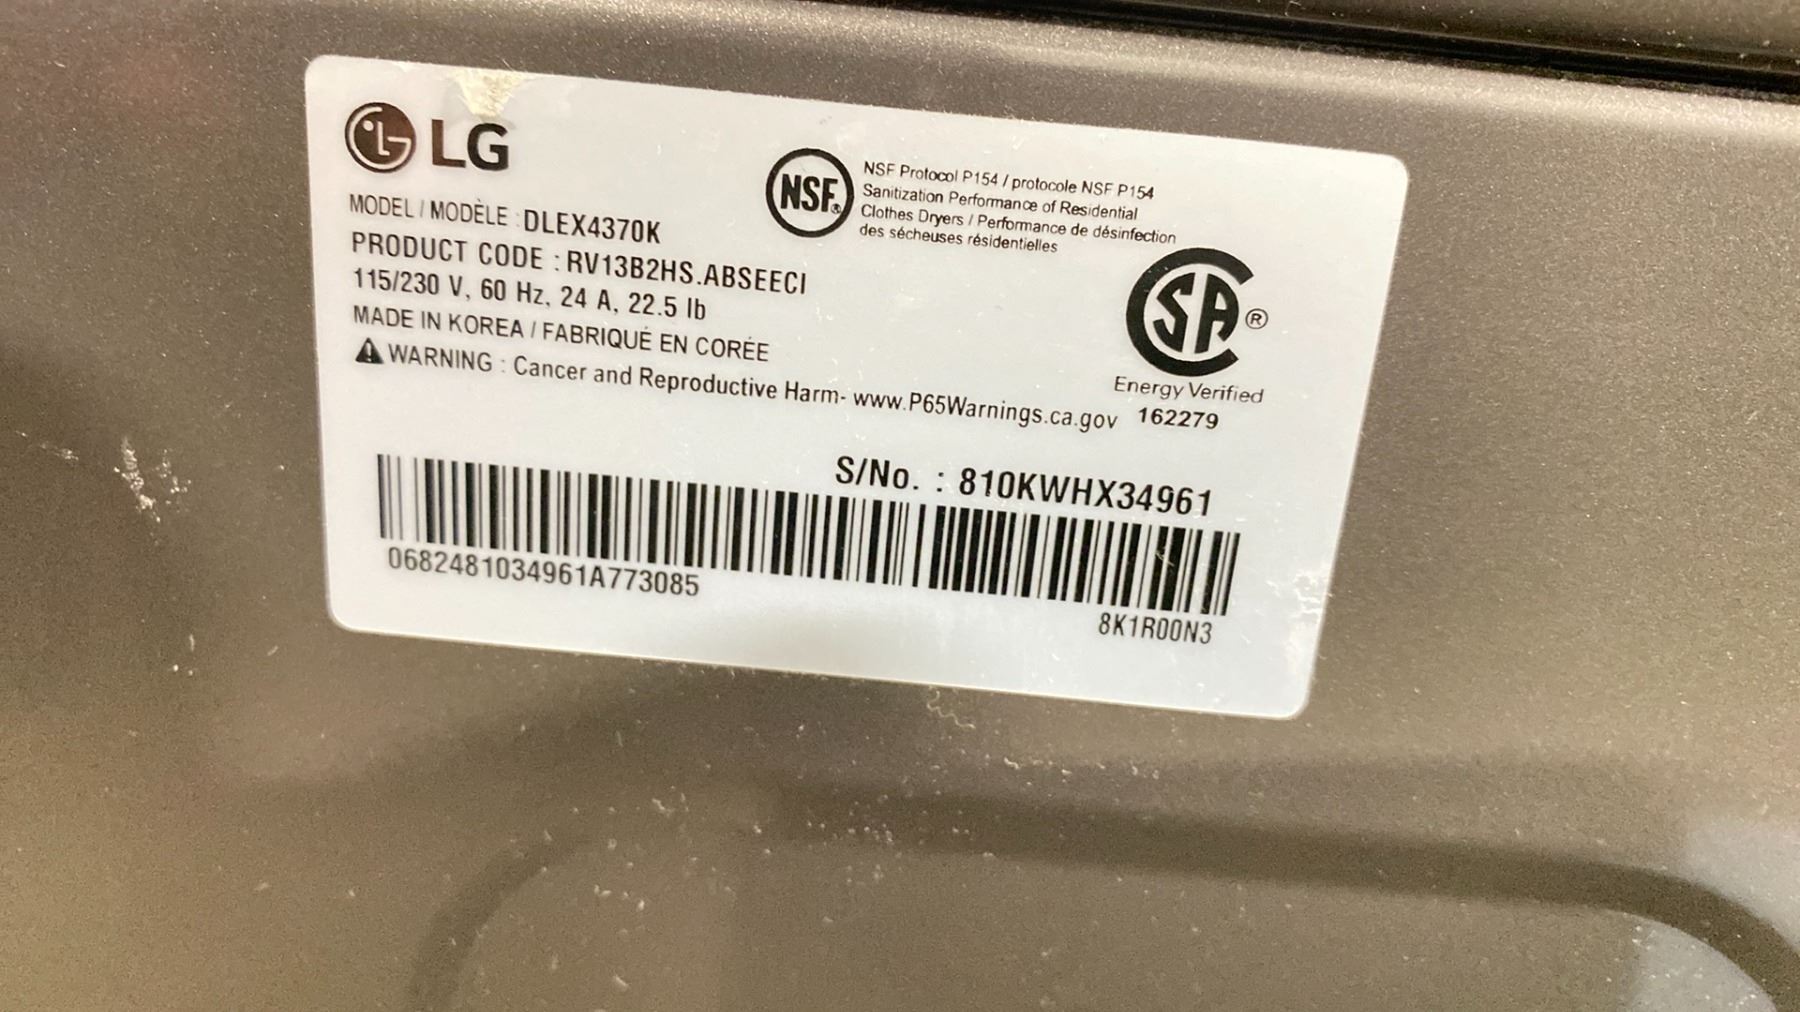 LG
MODEL / MODÈLE : DLEX4370K
PRODUCT CODE : RV13B2HS.ABSEECI
115/230 V, 60 Hz, 24 A, 22.5 lb
MADE IN KOREA / FABRIQUÉ EN CORÉE
WARNING : Cancer and Reproductive Harm- www.P65Warnings.ca.gov
NSF®
NSF Protocol P154 / protocole NSF P154
Sanitization Performance of Residential
Clothes Dryers / Performance de désinfection
des sécheuses résidentielles
SA ®
Energy Verified
162279
S/No. : 810KWHX34961
0682481034961A773085
8K1R00N3